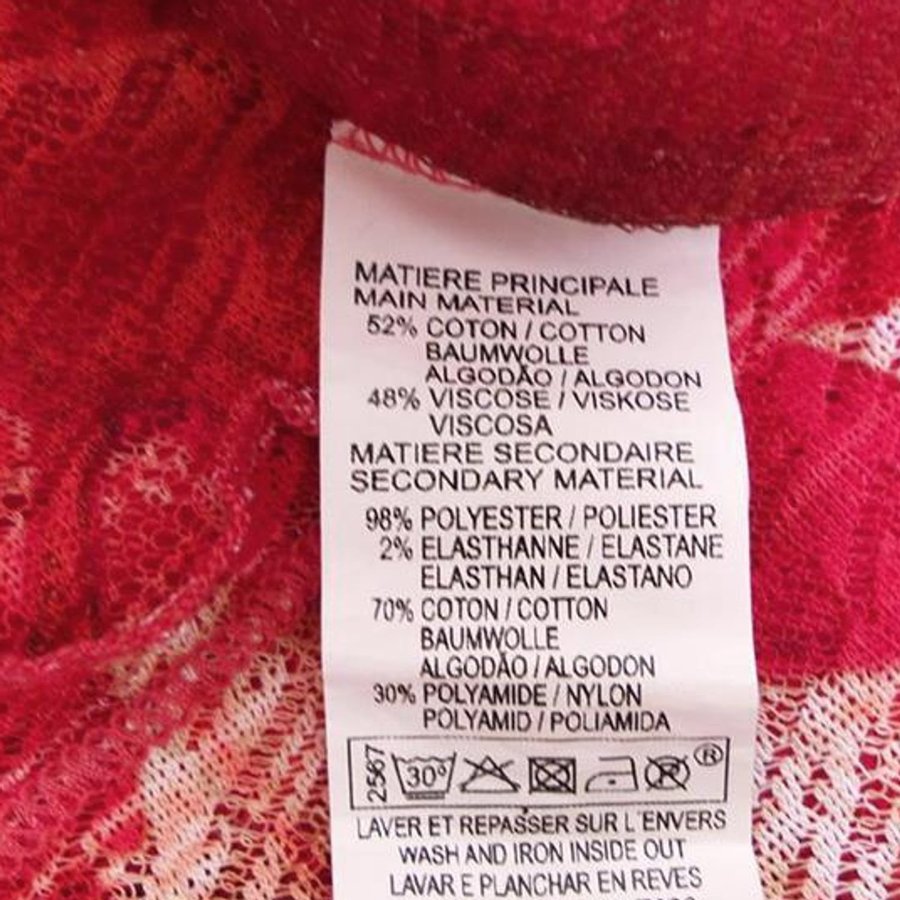 MATIERE PRINCIPALE
MAIN MATERIAL
52% COTON / COTTON
BAUMWOLLE
ALGODÃO / ALGODON
48% VISCOSE / VISKOSE
VISCOSA
MATIERE SECONDAIRE
SECONDARY MATERIAL
98% POLYESTER / POLIESTER
2% ELASTHANNE / ELASTANE
ELASTHAN / ELASTANO
70% COTON / COTTON
BAUMWOLLE
ALGODÃO / ALGODON
30% POLYAMIDE / NYLON
POLYAMID / POLIAMIDA
2567 30° ®
LAVER ET REPASSER SUR L'ENVERS
WASH AND IRON INSIDE OUT
LAVAR E PLANCHAR EN REVES